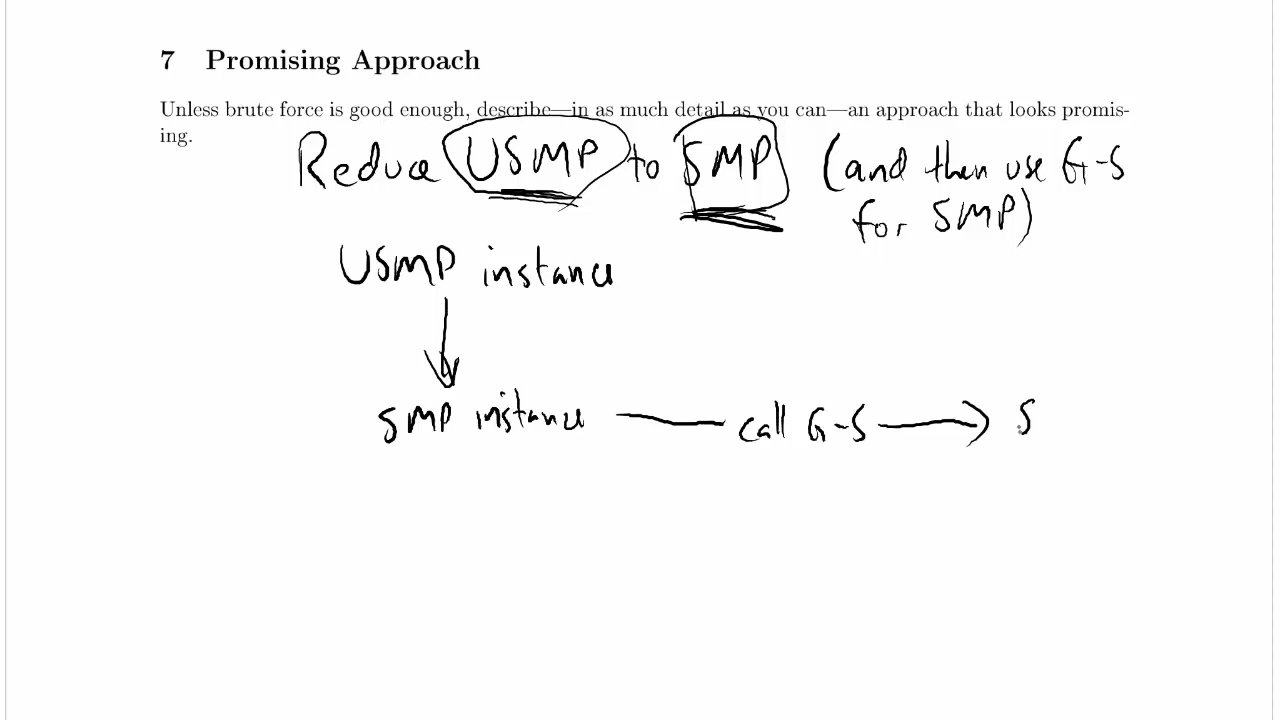 7 Promising Approach
Unless brute force is good enough, describe—in as much detail as you can—an approach that looks promis-
ing.
Reduce USMP to SMP (and then use G-S
for SMP)
USMP instance
SMP instance — call G-S → S